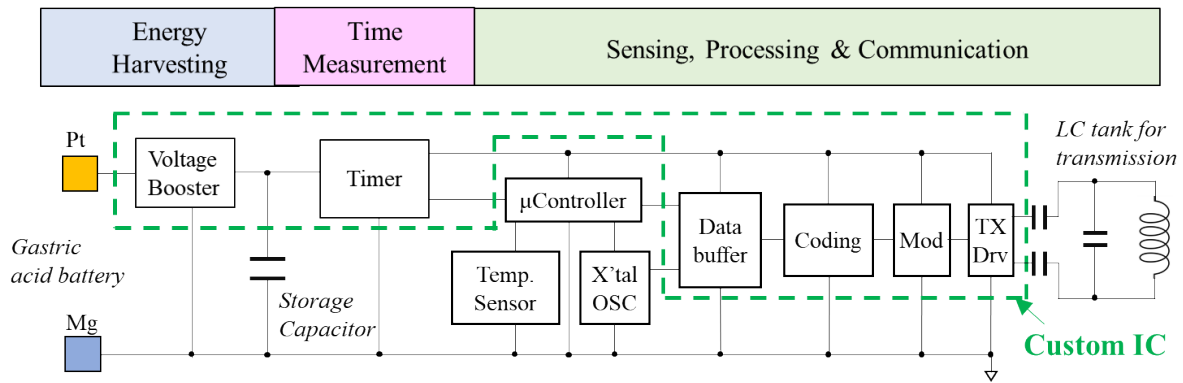 Energy
Harvesting
Time
Measurement
Sensing, Processing & Communication
Pt
Voltage
Booster
Timer
μController
Data
buffer
Coding
Mod
TX
Drv
LC tank for
transmission
Gastric
acid battery
Storage
Capacitor
Temp.
Sensor
X'tal
OSC
Mg
Custom IC